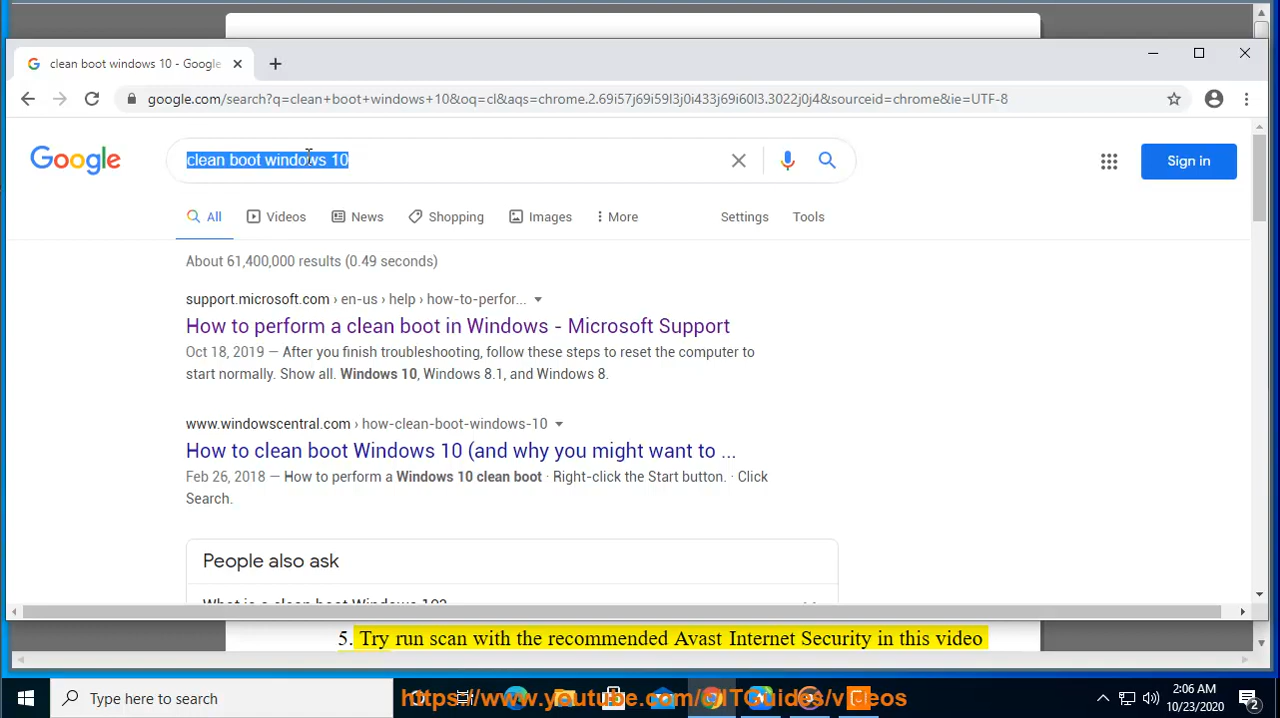 clean boot windows 10 - Google
google.com/search?q=clean+boot+windows+10&oq=cl&aqs=chrome.2.69i57j69i59l3j0i433j69i60l3.3022j0j4&sourceid=chrome&ie=UTF-8
Google
clean boot windows 10
Sign in
All Videos News Shopping Images More Settings Tools
About 61,400,000 results (0.49 seconds)
support.microsoft.com › en-us › help › how-to-perfor...
How to perform a clean boot in Windows - Microsoft Support
Oct 18, 2019 — After you finish troubleshooting, follow these steps to reset the computer to
start normally. Show all. Windows 10, Windows 8.1, and Windows 8.
www.windowscentral.com › how-clean-boot-windows-10
How to clean boot Windows 10 (and why you might want to ...
Feb 26, 2018 — How to perform a Windows 10 clean boot · Right-click the Start button. · Click
Search.
People also ask
What is a clean boot Windows 10?
5. Try run scan with the recommended Avast Internet Security in this video
Type here to search
https://www.youtube.com/@ITGuides/videos
2:06 AM
10/23/2020
2